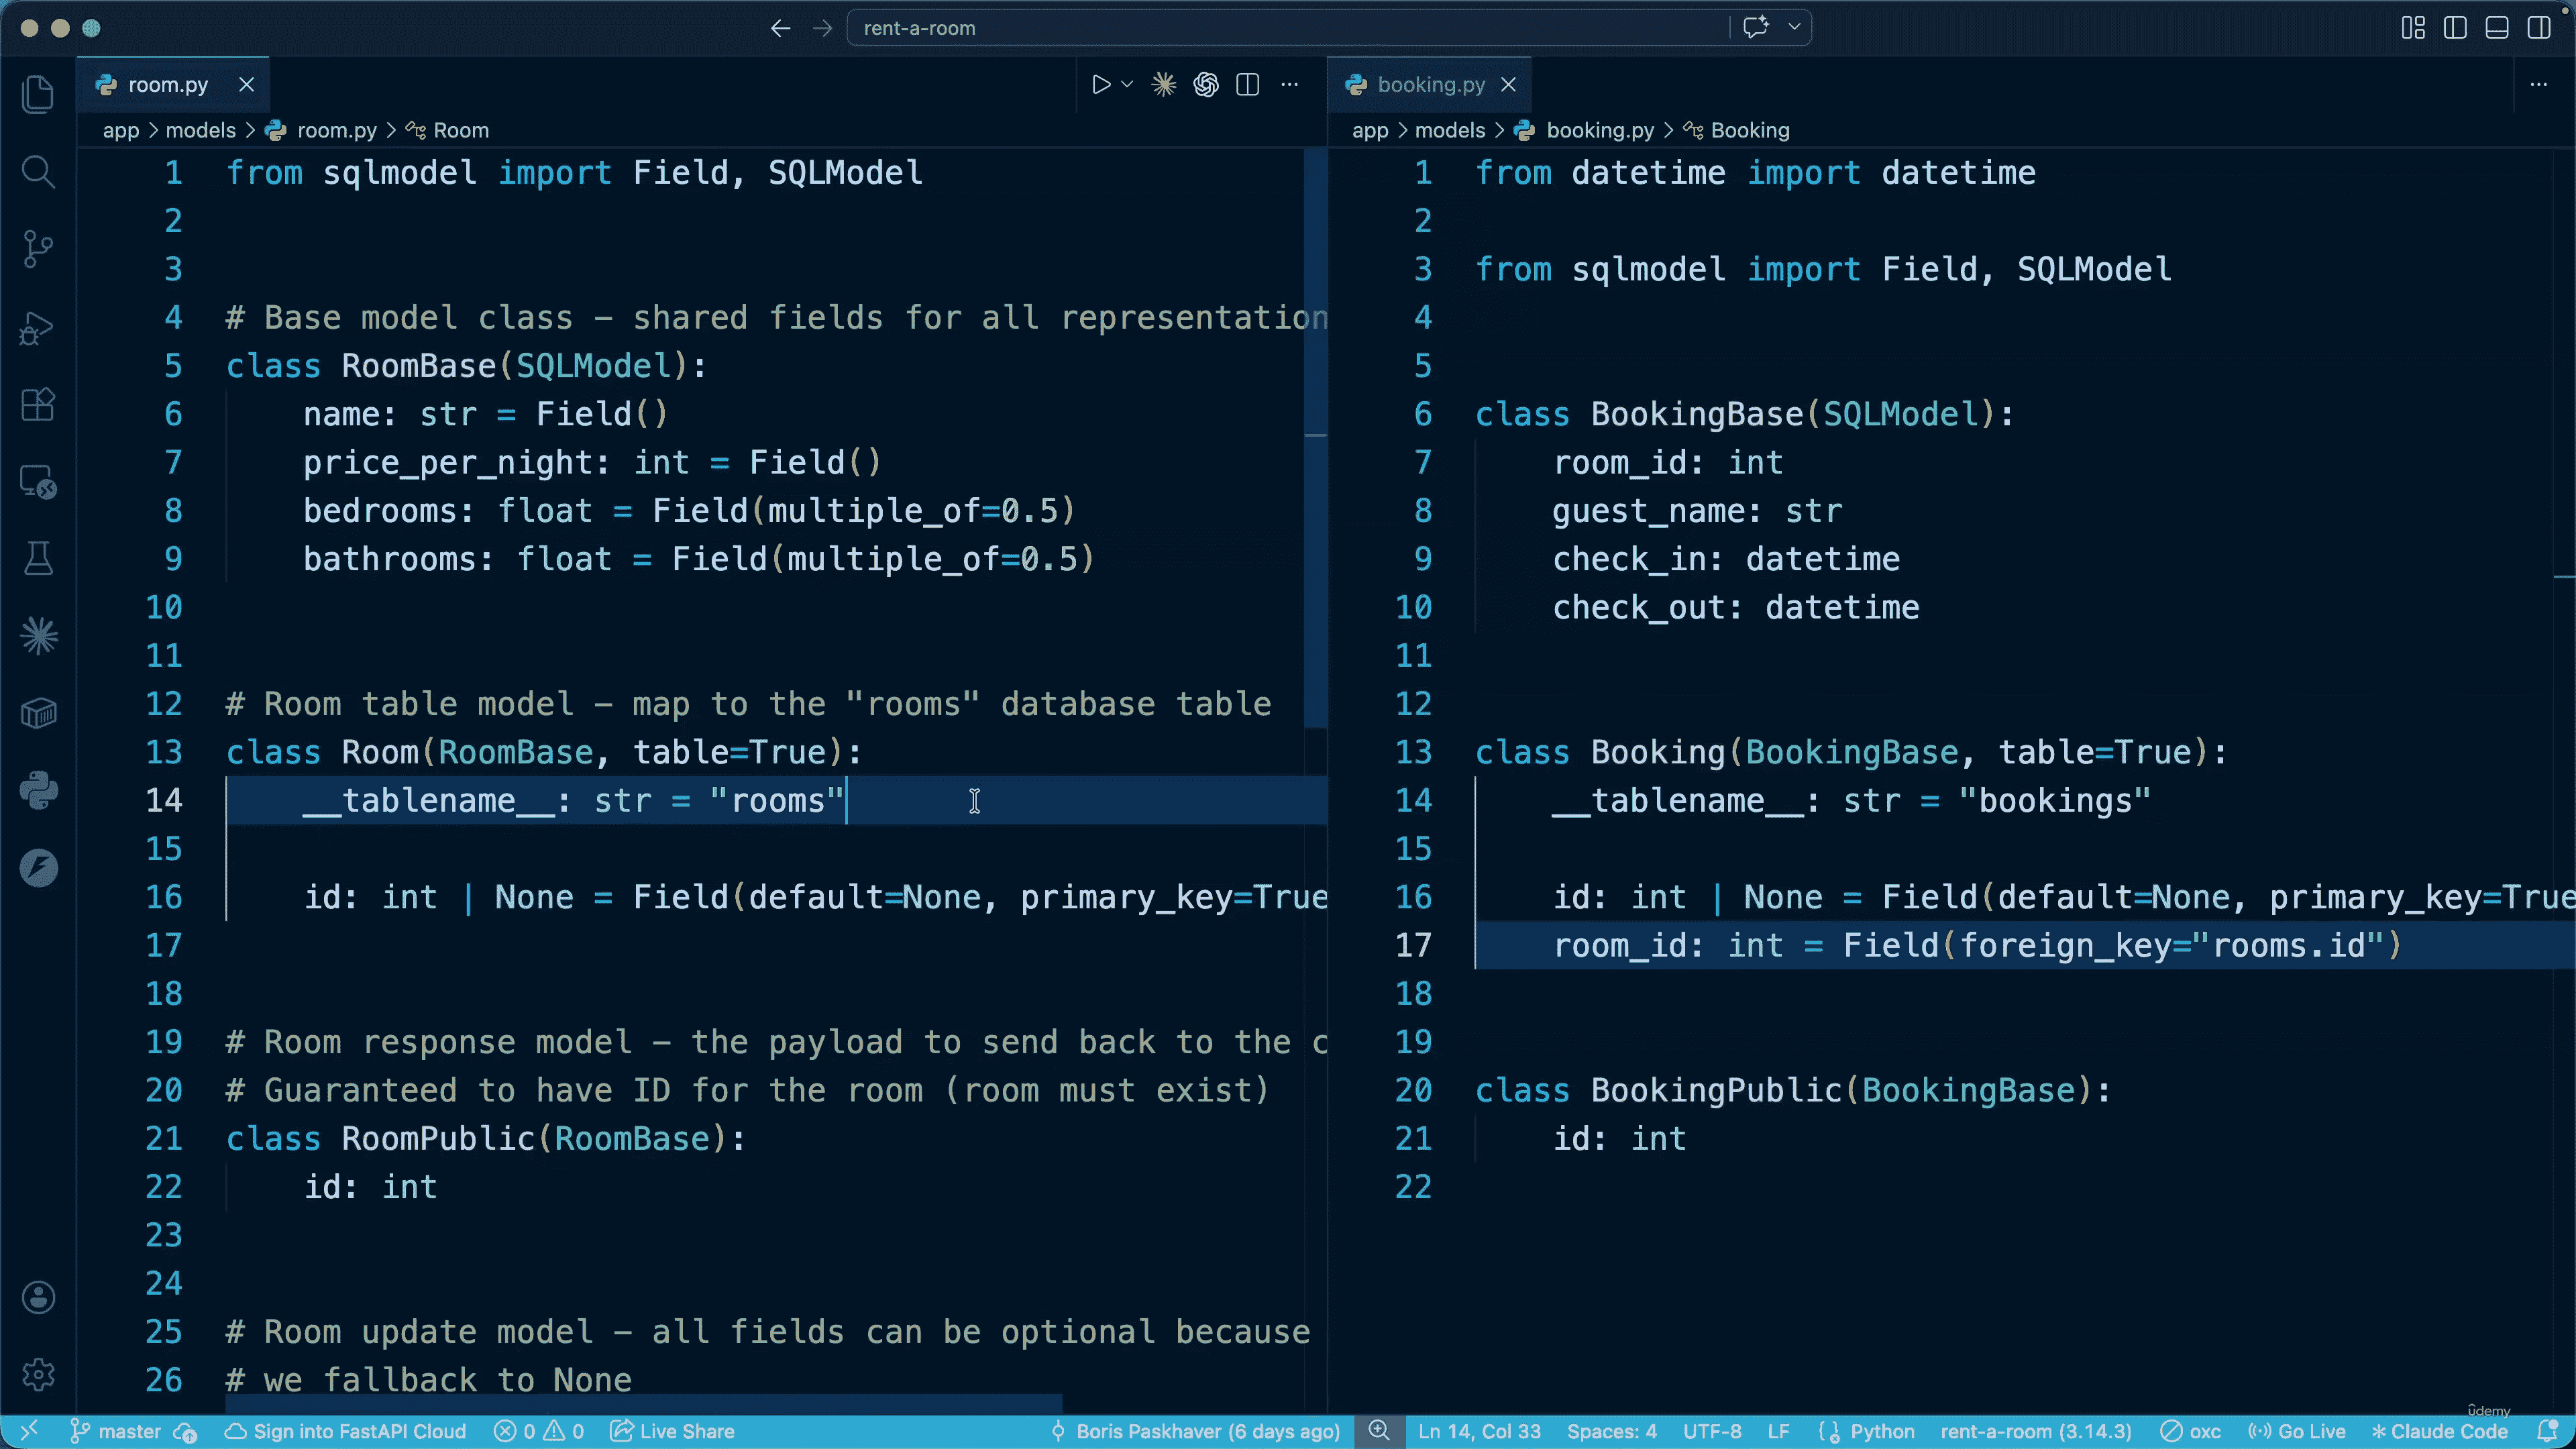 rent-a-room
room.py
booking.py
app > models > room.py > Room
app > models > booking.py > Booking
1 from sqlmodel import Field, SQLModel
2
3
4 # Base model class – shared fields for all representation
5 class RoomBase(SQLModel):
6 name: str = Field()
7 price_per_night: int = Field()
8 bedrooms: float = Field(multiple_of=0.5)
9 bathrooms: float = Field(multiple_of=0.5)
10
11
12 # Room table model – map to the "rooms" database table
13 class Room(RoomBase, table=True):
14 __tablename__: str = "rooms"
15
16 id: int | None = Field(default=None, primary_key=True
17
18
19 # Room response model – the payload to send back to the c
20 # Guaranteed to have ID for the room (room must exist)
21 class RoomPublic(RoomBase):
22 id: int
23
24
25 # Room update model – all fields can be optional because
26 # we fallback to None
1 from datetime import datetime
2
3 from sqlmodel import Field, SQLModel
4
5
6 class BookingBase(SQLModel):
7 room_id: int
8 guest_name: str
9 check_in: datetime
10 check_out: datetime
11
12
13 class Booking(BookingBase, table=True):
14 __tablename__: str = "bookings"
15
16 id: int | None = Field(default=None, primary_key=True
17 room_id: int = Field(foreign_key="rooms.id")
18
19
20 class BookingPublic(BookingBase):
21 id: int
22
udemy
master Sign into FastAPI Cloud 0 0 Live Share Boris Paskhaver (6 days ago) Ln 14, Col 33 Spaces: 4 UTF-8 LF Python rent-a-room (3.14.3) oxc Go Live Claude Code